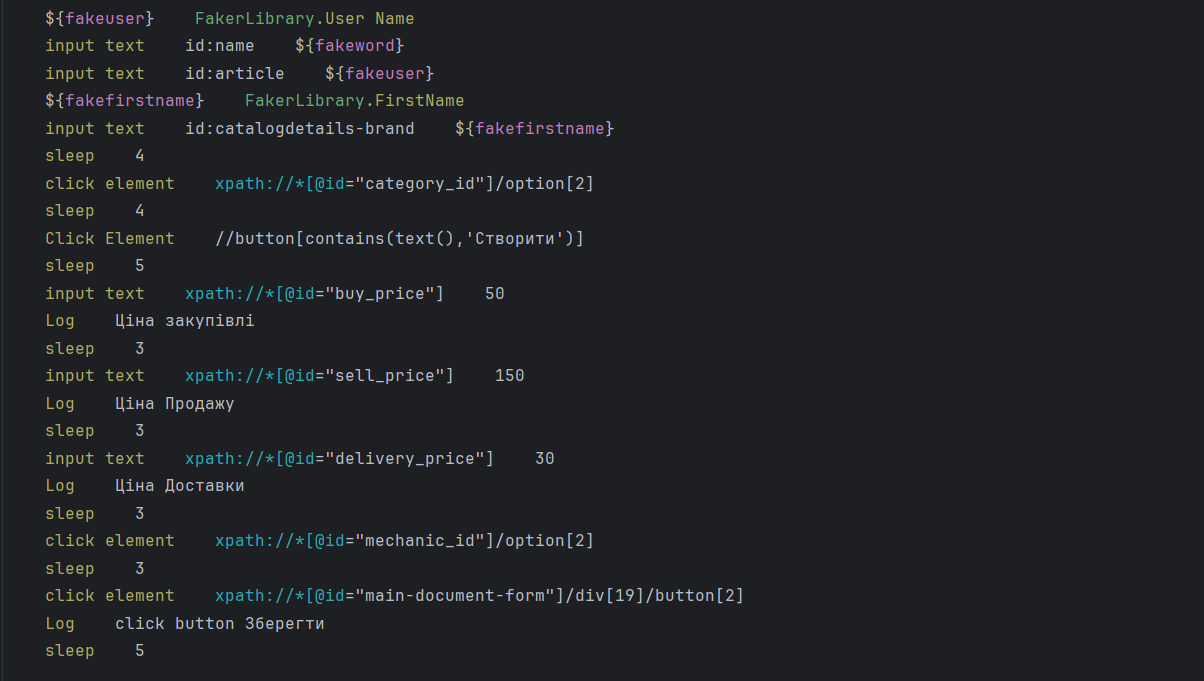 ${fakeuser}    FakerLibrary.User Name
input text    id:name    ${fakeword}
input text    id:article    ${fakeuser}
${fakefirstname}    FakerLibrary.FirstName
input text    id:catalogdetails-brand    ${fakefirstname}
sleep    4
click element    xpath://*[@id="category_id"]/option[2]
sleep    4
Click Element    //button[contains(text(),'Створити')]
sleep    5
input text    xpath://*[@id="buy_price"]    50
Log    Ціна закупівлі
sleep    3
input text    xpath://*[@id="sell_price"]    150
Log    Ціна Продажу
sleep    3
input text    xpath://*[@id="delivery_price"]    30
Log    Ціна Доставки
sleep    3
click element    xpath://*[@id="mechanic_id"]/option[2]
sleep    3
click element    xpath://*[@id="main-document-form"]/div[19]/button[2]
Log    click button Зберегти
sleep    5